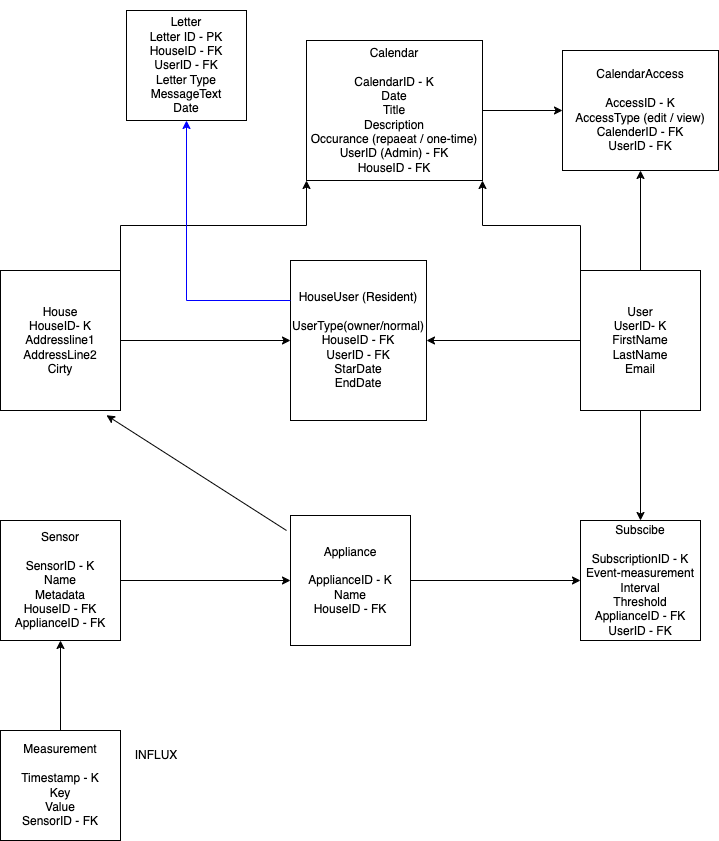 Letter
Letter ID - PK
HouseID - FK
UserID - FK
Letter Type
MessageText
Date
Calendar
CalendarID - K
Date
Title
Description
Occurance (repaeat / one-time)
UserID (Admin) - FK
HouseID - FK
CalendarAccess
AccessID - K
AccessType (edit / view)
CalenderID - FK
UserID - FK
House
HouseID- K
Addressline1
AddressLine2
Cirty
HouseUser (Resident)
UserType(owner/normal)
HouseID - FK
UserID - FK
StarDate
EndDate
User
UserID- K
FirstName
LastName
Email
Sensor
SensorID - K
Name
Metadata
HouseID - FK
ApplianceID - FK
Appliance
ApplianceID - K
Name
HouseID - FK
Subscibe
SubscriptionID - K
Event-measurement
Interval
Threshold
ApplianceID - FK
UserID - FK
Measurement
Timestamp - K
Key
Value
SensorID - FK
INFLUX